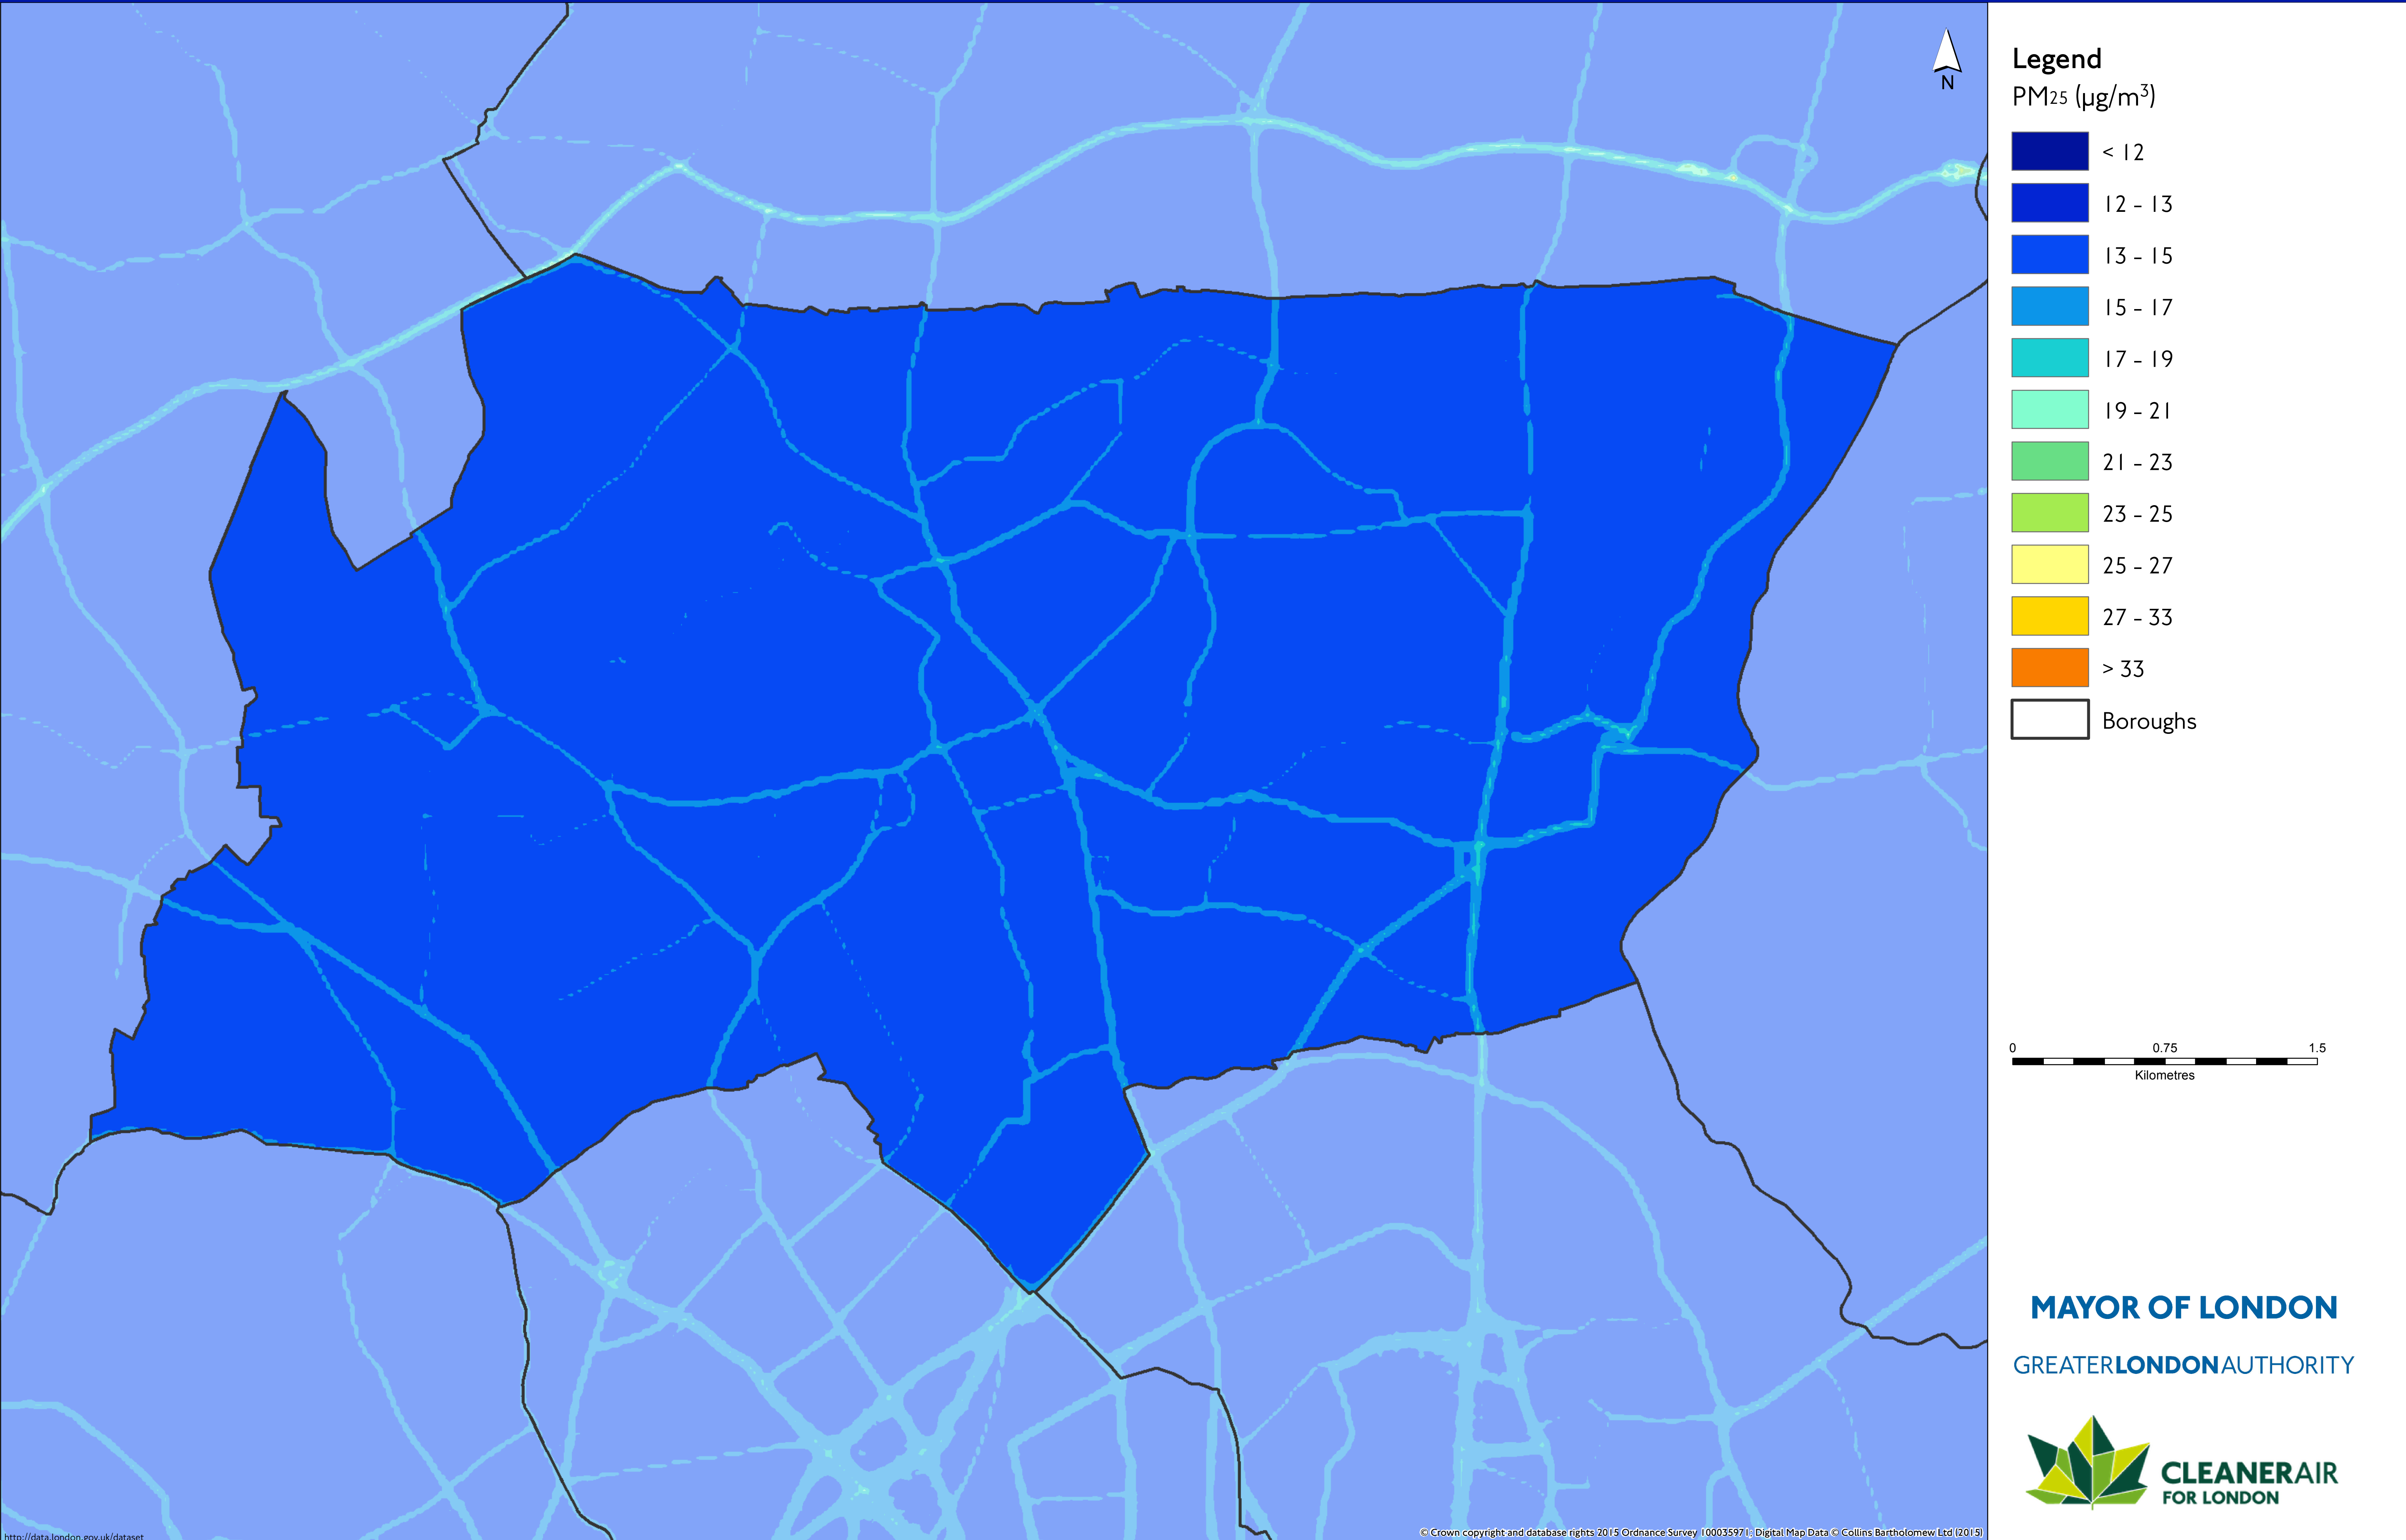 N
Legend
PM25 (µg/m³)
< 12
12 - 13
13 - 15
15 - 17
17 - 19
19 - 21
21 - 23
23 - 25
25 - 27
27 - 33
> 33
Boroughs
0 0.75 1.5
Kilometres
MAYOR OF LONDON
GREATERLONDONAUTHORITY
CLEANERAIR
FOR LONDON
http://data.london.gov.uk/dataset
© Crown copyright and database rights 2015 Ordnance Survey 100035971; Digital Map Data © Collins Bartholomew Ltd (2015)